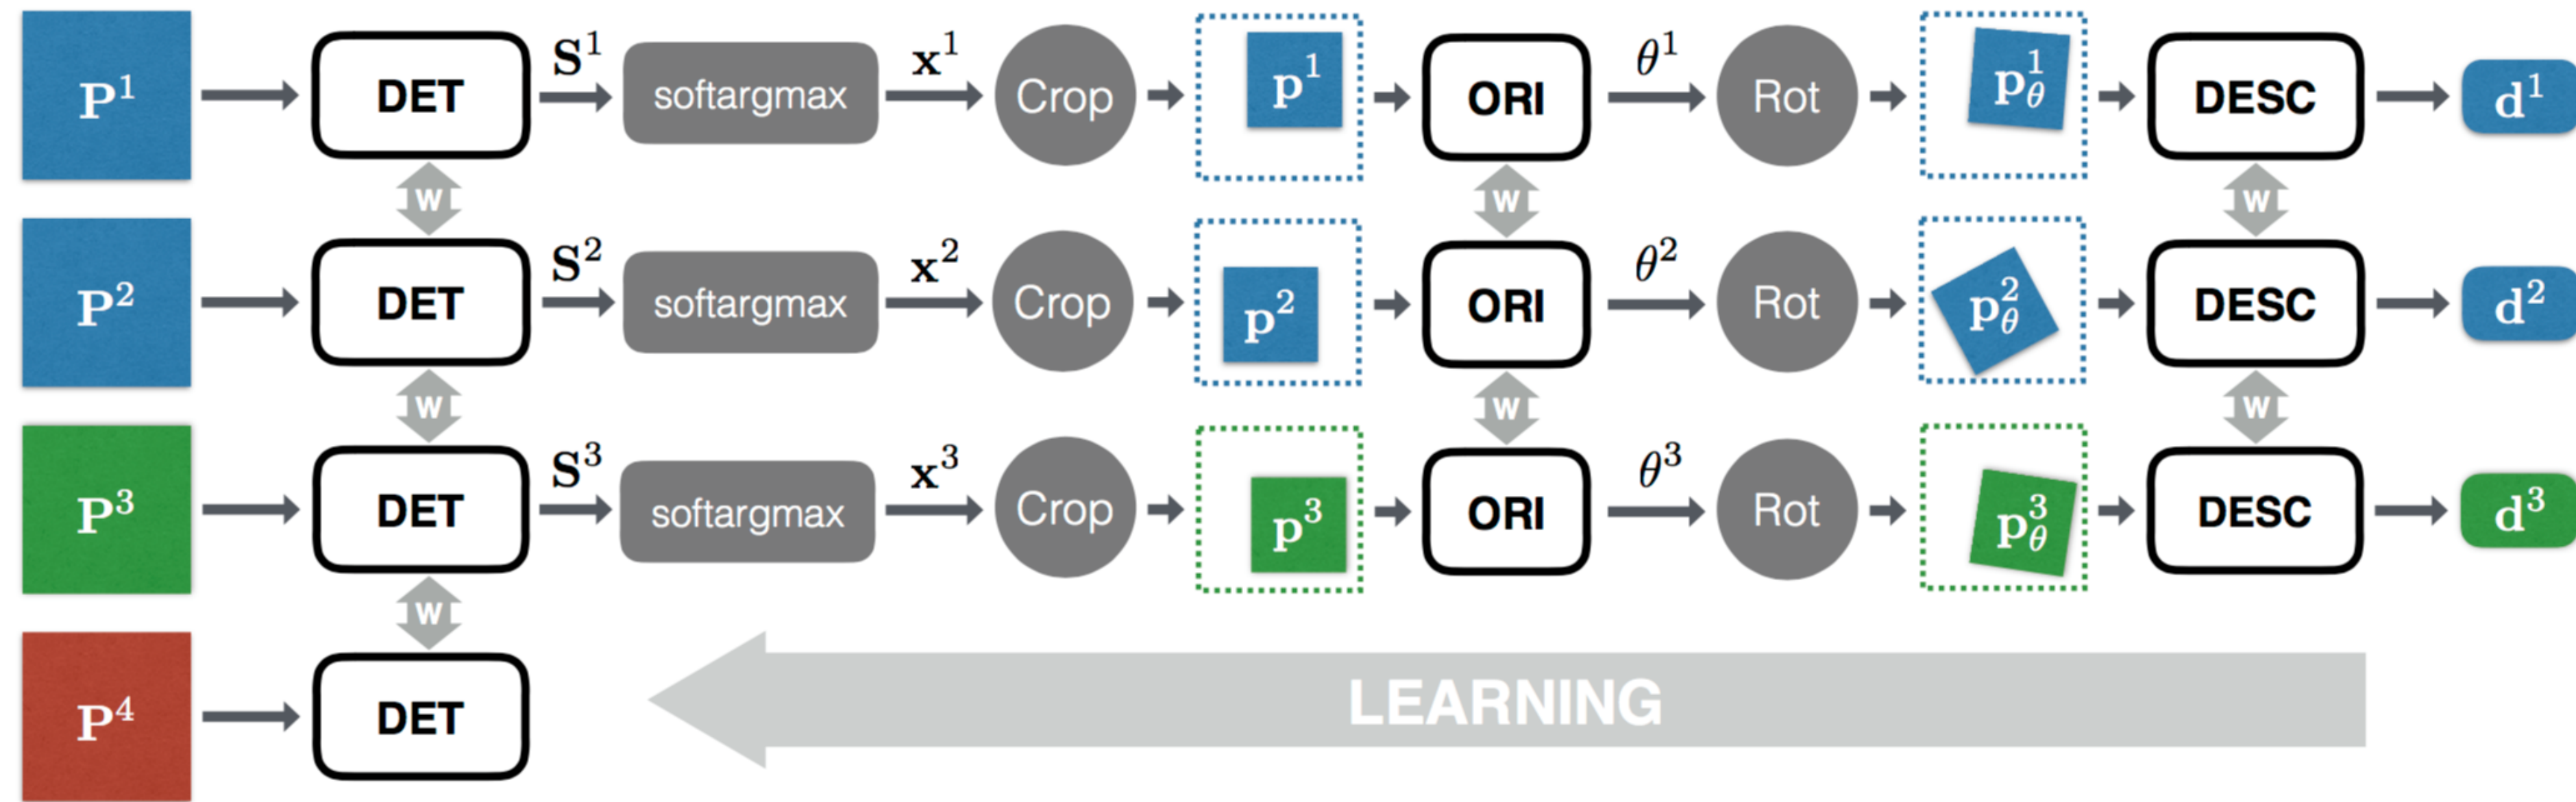 P¹ DET S¹ softargmax x¹ Crop p¹ ORI θ¹ Rot p¹θ DESC d¹
W W W
P² DET S² softargmax x² Crop p² ORI θ² Rot p²θ DESC d²
W W W
P³ DET S³ softargmax x³ Crop p³ ORI θ³ Rot p³θ DESC d³
W
P⁴ DET LEARNING